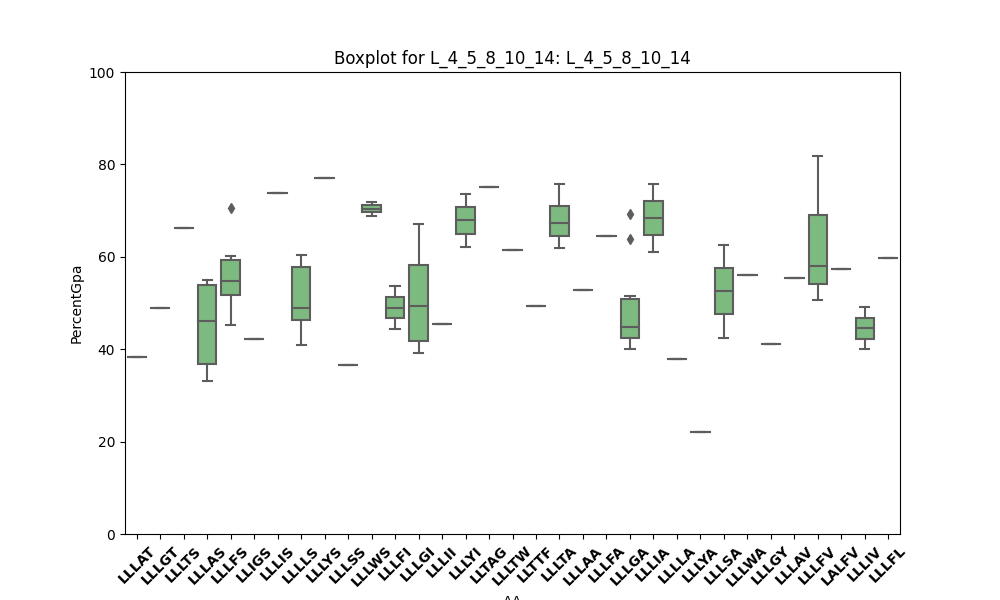 Boxplot for L_4_5_8_10_14: L_4_5_8_10_14
PercentGpa
100
80
60
40
20
0
LLLAT
LLLGT
LLLTS
LLLAS
LLLFS
LLIGS
LLLIS
LLLLS
LLLYS
LLLSS
LLLWS
LLLFI
LLLGI
LLLII
LLLYI
LLTAG
LLLTW
LLTTF
LLLTA
LLLAA
LLLFA
LLLGA
LLLIA
LLLLA
LLLYA
LLLSA
LLLWA
LLLGY
LLLAV
LLLFV
LALFV
LLLIV
LLLFL
AA